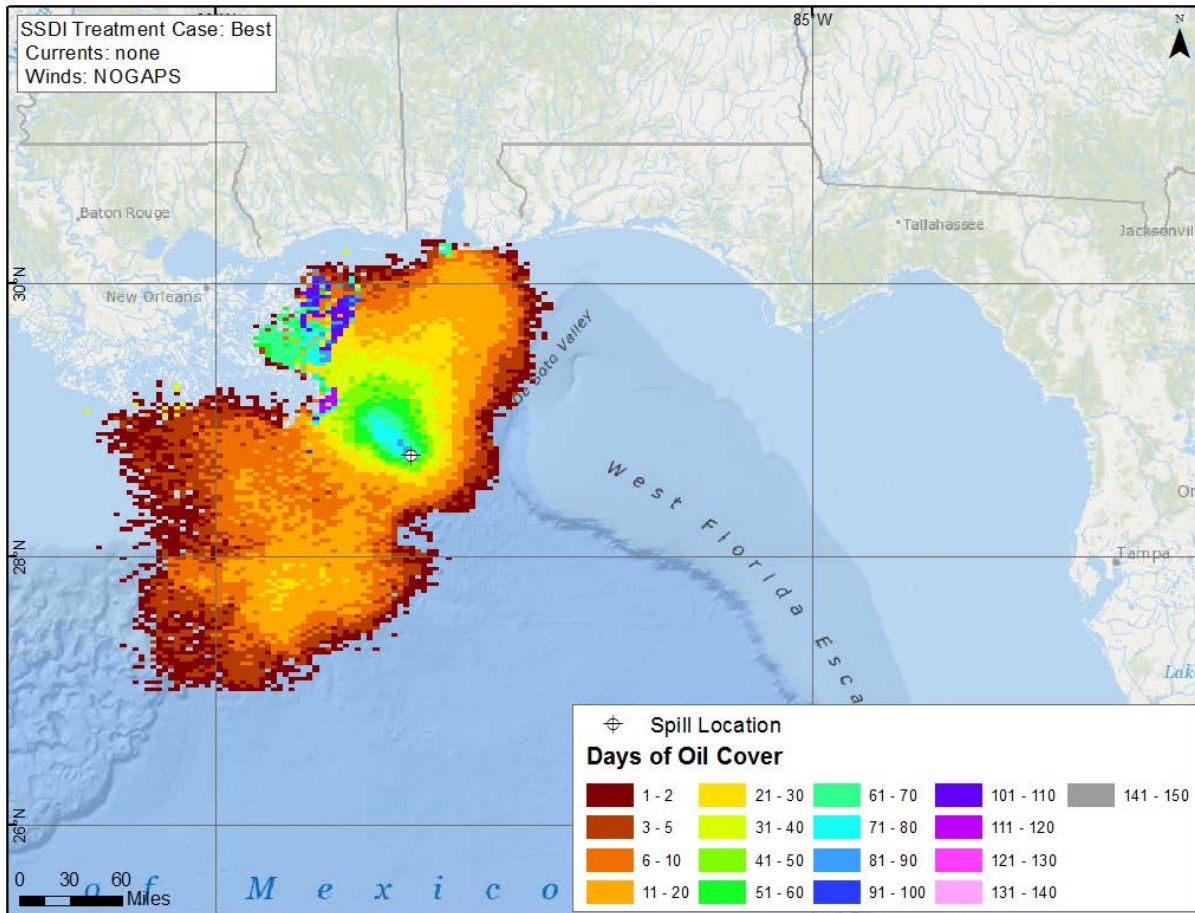 SSDI Treatment Case: Best
Currents: none
Winds: NOGAPS
85°W
N
Baton Rouge
Tallahassee
Jacksonvil
30°N
New Orleans
De Soto Valley
West Florida Esca
Or
28°N
Tampa
Lake
26°N
of Mexico
0 30 60
Miles
Spill Location
Days of Oil Cover
1 - 2
3 - 5
6 - 10
11 - 20
21 - 30
31 - 40
41 - 50
51 - 60
61 - 70
71 - 80
81 - 90
91 - 100
101 - 110
111 - 120
121 - 130
131 - 140
141 - 150